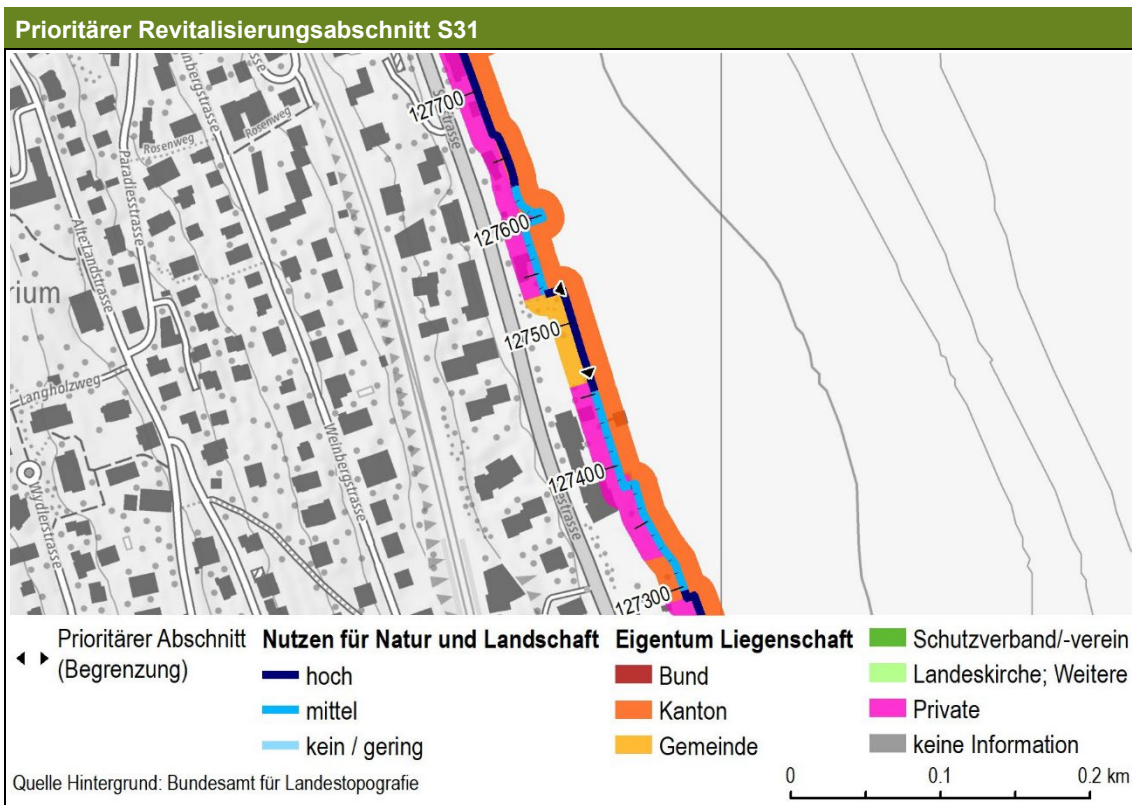 Prioritärer Revitalisierungsabschnitt S31
127700
Rosenweg
Rosenweg
Paradiesstrasse
127600
Alte Landstrasse
rium
127500
Langholzweg
Weinbergstrasse
127400
Wydlerstrasse
127300
Prioritärer Abschnitt
(Begrenzung)
Nutzen für Natur und Landschaft
hoch
mittel
kein / gering
Eigentum Liegenschaft
Bund
Kanton
Gemeinde
Schutzverband/-verein
Landeskirche; Weitere
Private
keine Information
Quelle Hintergrund: Bundesamt für Landestopografie
0 0.1 0.2 km